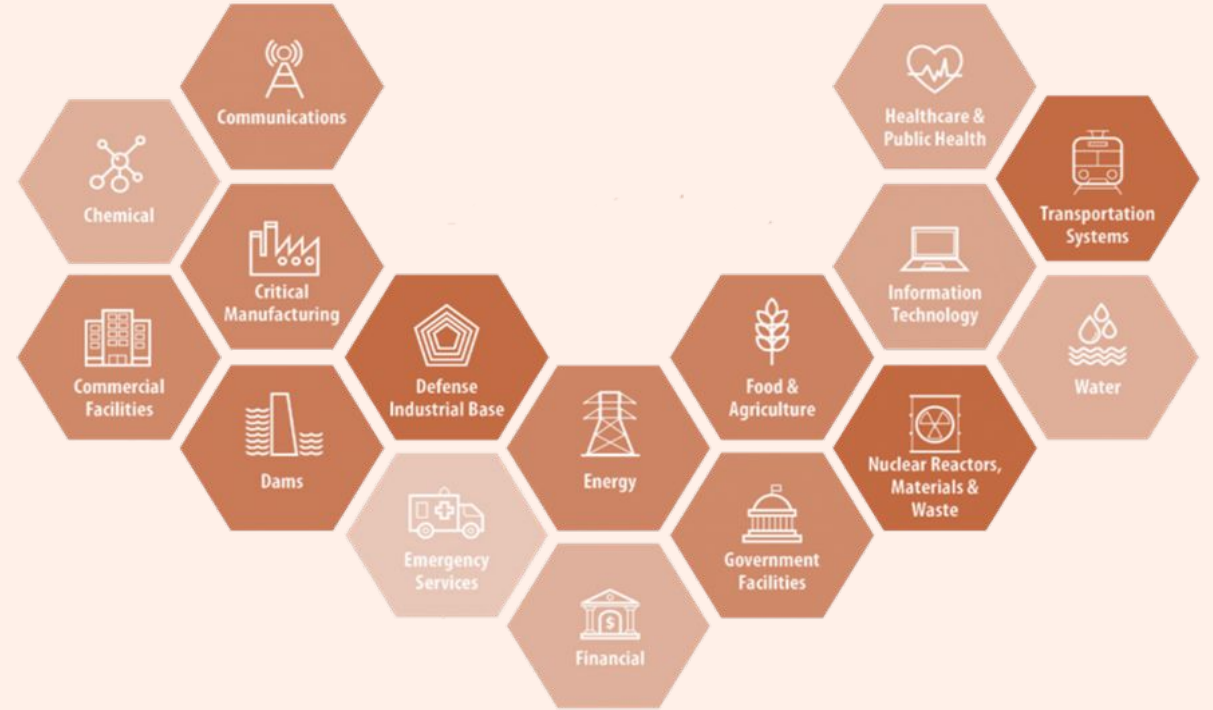 Communications
Healthcare &
Public Health
Chemical
Transportation
Systems
Critical
Manufacturing
Information
Technology
Commercial
Facilities
Defense
Industrial Base
Food &
Agriculture
Water
Dams
Energy
Nuclear Reactors,
Materials &
Waste
Emergency
Services
Government
Facilities
$
Financial